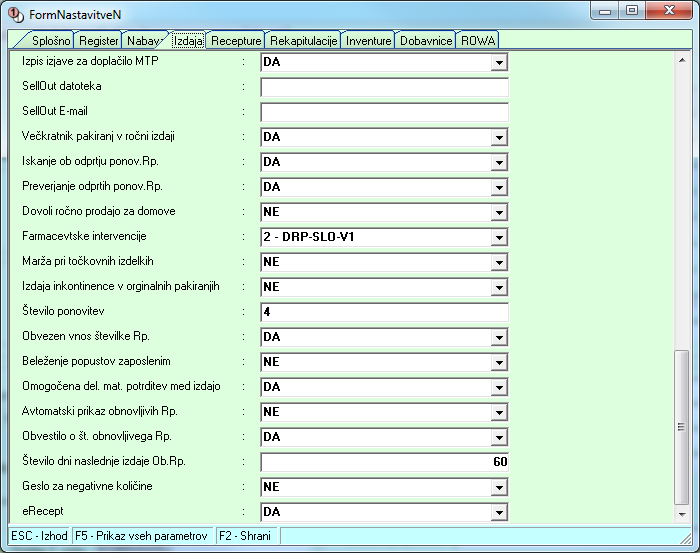 FormNastavitveN
Splošno Register Nabava Izdaja Recepture Rekapitulacije Inventure Dobavnice ROWA
Izpis izjave za doplačilo MTP : DA
SellOut datoteka :
SellOut E-mail :
Večkratnik pakiranj v ročni izdaji : DA
Iskanje ob odprtju ponov.Rp. : DA
Preverjanje odprtih ponov.Rp. : DA
Dovoli ročno prodajo za domove : NE
Farmacevtske intervencije : 2 - DRP-SLO-V1
Marža pri točkovnih izdelkih : NE
Izdaja inkontinence v orginalnih pakiranjih : NE
Število ponovitev : 4
Obvezen vnos številke Rp. : DA
Beleženje popustov zaposlenim : NE
Omogočena del. mat. potrditev med izdajo : DA
Avtomatski prikaz obnovljivih Rp. : NE
Obvestilo o št. obnovljivega Rp. : DA
Število dni naslednje izdaje Ob.Rp. : 60
Geslo za negativne količine : NE
eRecept : DA
ESC - Izhod F5 - Prikaz vseh parametrov F2 - Shrani